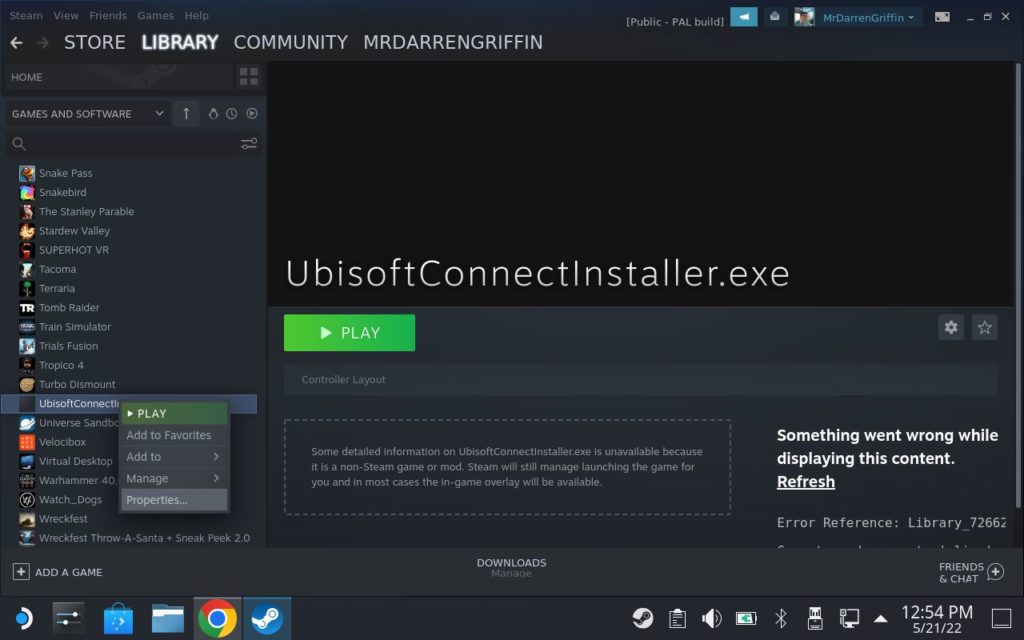 Steam View Friends Games Help
[Public - PAL build]
MrDarrenGriffin
STORE LIBRARY COMMUNITY MRDARRENGRIFFIN
HOME
GAMES AND SOFTWARE
Snake Pass
Snakebird
The Stanley Parable
Stardew Valley
SUPERHOT VR
Tacoma
Terraria
Tomb Raider
Train Simulator
Trials Fusion
Tropico 4
Turbo Dismount
UbisoftConnectI
Universe Sandbo
Velocibox
Virtual Desktop
Warhammer 40,
Watch_Dogs
Wreckfest
Wreckfest Throw-A-Santa + Sneak Peek 2.0
PLAY
Add to Favorites
Add to
Manage
Properties...
UbisoftConnectInstaller.exe
PLAY
Controller Layout
Some detailed information on UbisoftConnectInstaller.exe is unavailable because
it is a non-Steam game or mod. Steam will still manage launching the game for
you and in most cases the in-game overlay will be available.
Something went wrong while
displaying this content.
Refresh
Error Reference: Library_72662
ADD A GAME
DOWNLOADS
Manage
FRIENDS
& CHAT
12:54 PM
5/21/22